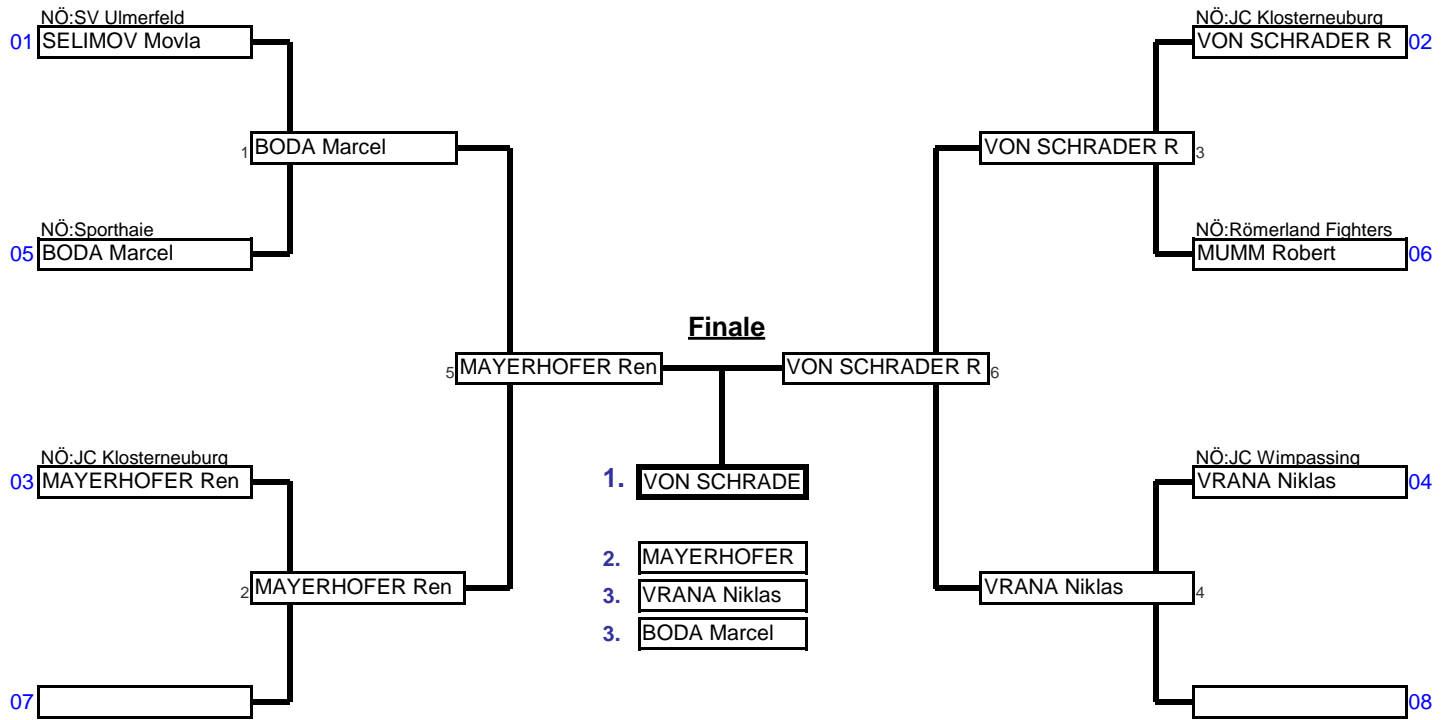 NÖ:SV Ulmerfeld
01 SELIMOV Movla
NÖ:JC Klosterneuburg
VON SCHRADER R 02
1 BODA Marcel
VON SCHRADER R 3
NÖ:Sporthaie
05 BODA Marcel
NÖ:Römerland Fighters
MUMM Robert 06
Finale
5 MAYERHOFER Ren
VON SCHRADER R 6
NÖ:JC Klosterneuburg
03 MAYERHOFER Ren
1. VON SCHRADE
NÖ:JC Wimpassing
VRANA Niklas 04
2. MAYERHOFER
2 MAYERHOFER Ren
3. VRANA Niklas
VRANA Niklas 4
3. BODA Marcel
07
08